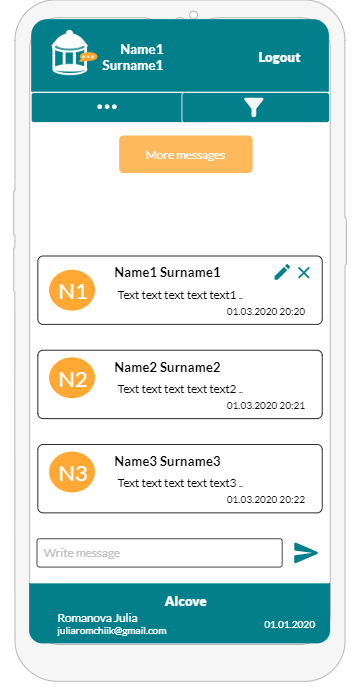 Name1
Surname1
Logout
More messages
N1
Name1 Surname1
Text text text text text1 ..
01.03.2020 20:20
N2
Name2 Surname2
Text text text text text2 ..
01.03.2020 20:21
N3
Name3 Surname3
Text text text text text3 ..
01.03.2020 20:22
Write message
Alcove
Romanova Julia
juliaromchiik@gmail.com
01.01.2020